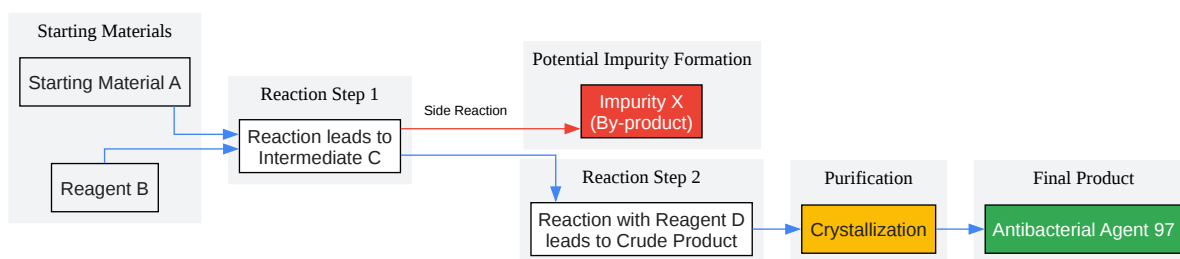 Starting Materials
Starting Material A
Reagent B
Reaction Step 1
Reaction leads to
Intermediate C
Side Reaction
Potential Impurity Formation
Impurity X
(By-product)
Reaction Step 2
Reaction with Reagent D
leads to Crude Product
Purification
Crystallization
Final Product
Antibacterial Agent 97